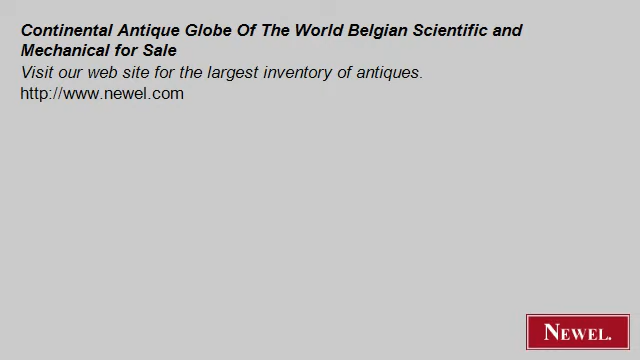 Continental Antique Globe Of The World Belgian Scientific and
Mechanical for Sale
Visit our web site for the largest inventory of antiques.
http://www.newel.com
NEWEL.